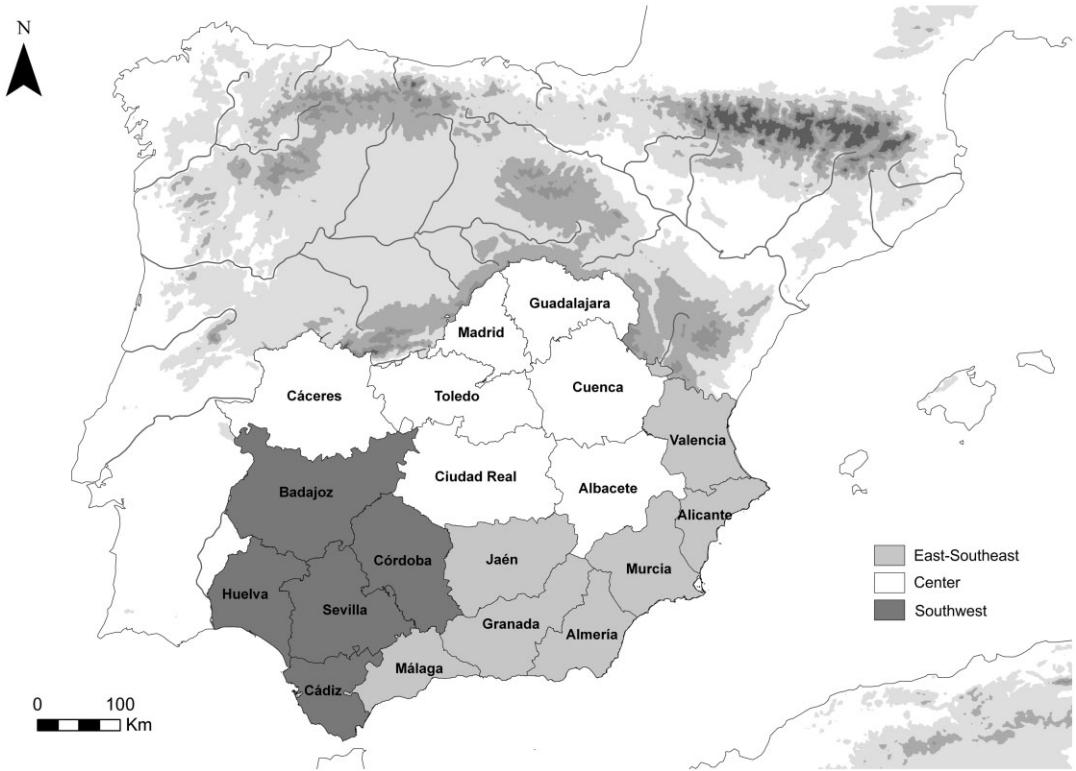 N
Guadalajara
Madrid
Cáceres
Toledo
Cuenca
Valencia
Badajoz
Ciudad Real
Albacete
Alicante
Córdoba
Jaén
Murcia
Huelva
Sevilla
Granada
Almería
Málaga
Cádiz
East-Southeast
Center
Southwest
0 100
Km